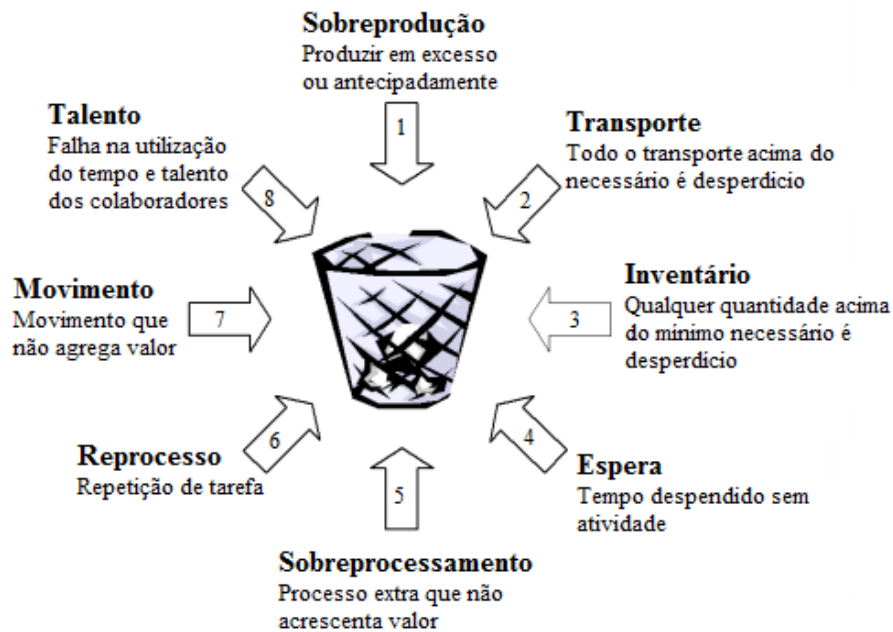 Sobreprodução
Produzir em excesso
ou antecipadamente
1
Transporte
Todo o transporte acima do
necessário é desperdício
2
Inventário
Qualquer quantidade acima
do mínimo necessário é
desperdício
3
Espera
Tempo despendido sem
atividade
4
Sobreprocessamento
Processo extra que não
acrescenta valor
5
Reprocesso
Repetição de tarefa
6
Movimento
Movimento que
não agrega valor
7
Talento
Falha na utilização
do tempo e talento
dos colaboradores
8